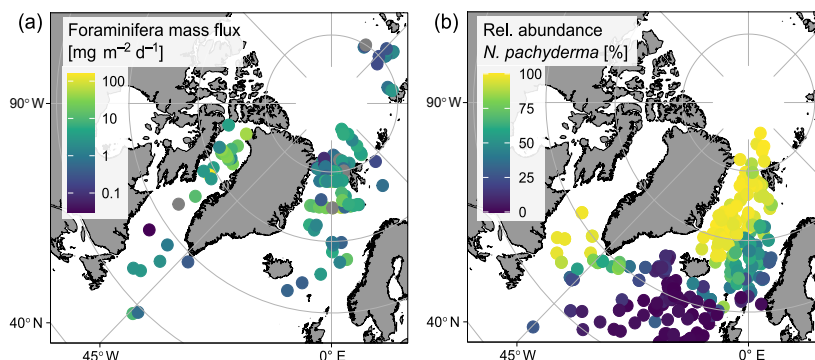 (a)
Foraminifera mass flux
[mg m⁻² d⁻¹]
100
10
1
0.1
90°W
40°N
45°W
0°E
(b)
Rel. abundance
N. pachyderma [%]
100
75
50
25
0
90°W
40°N
45°W
0°E